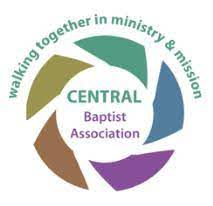 walking together in ministry & mission
CENTRAL
Baptist
Association